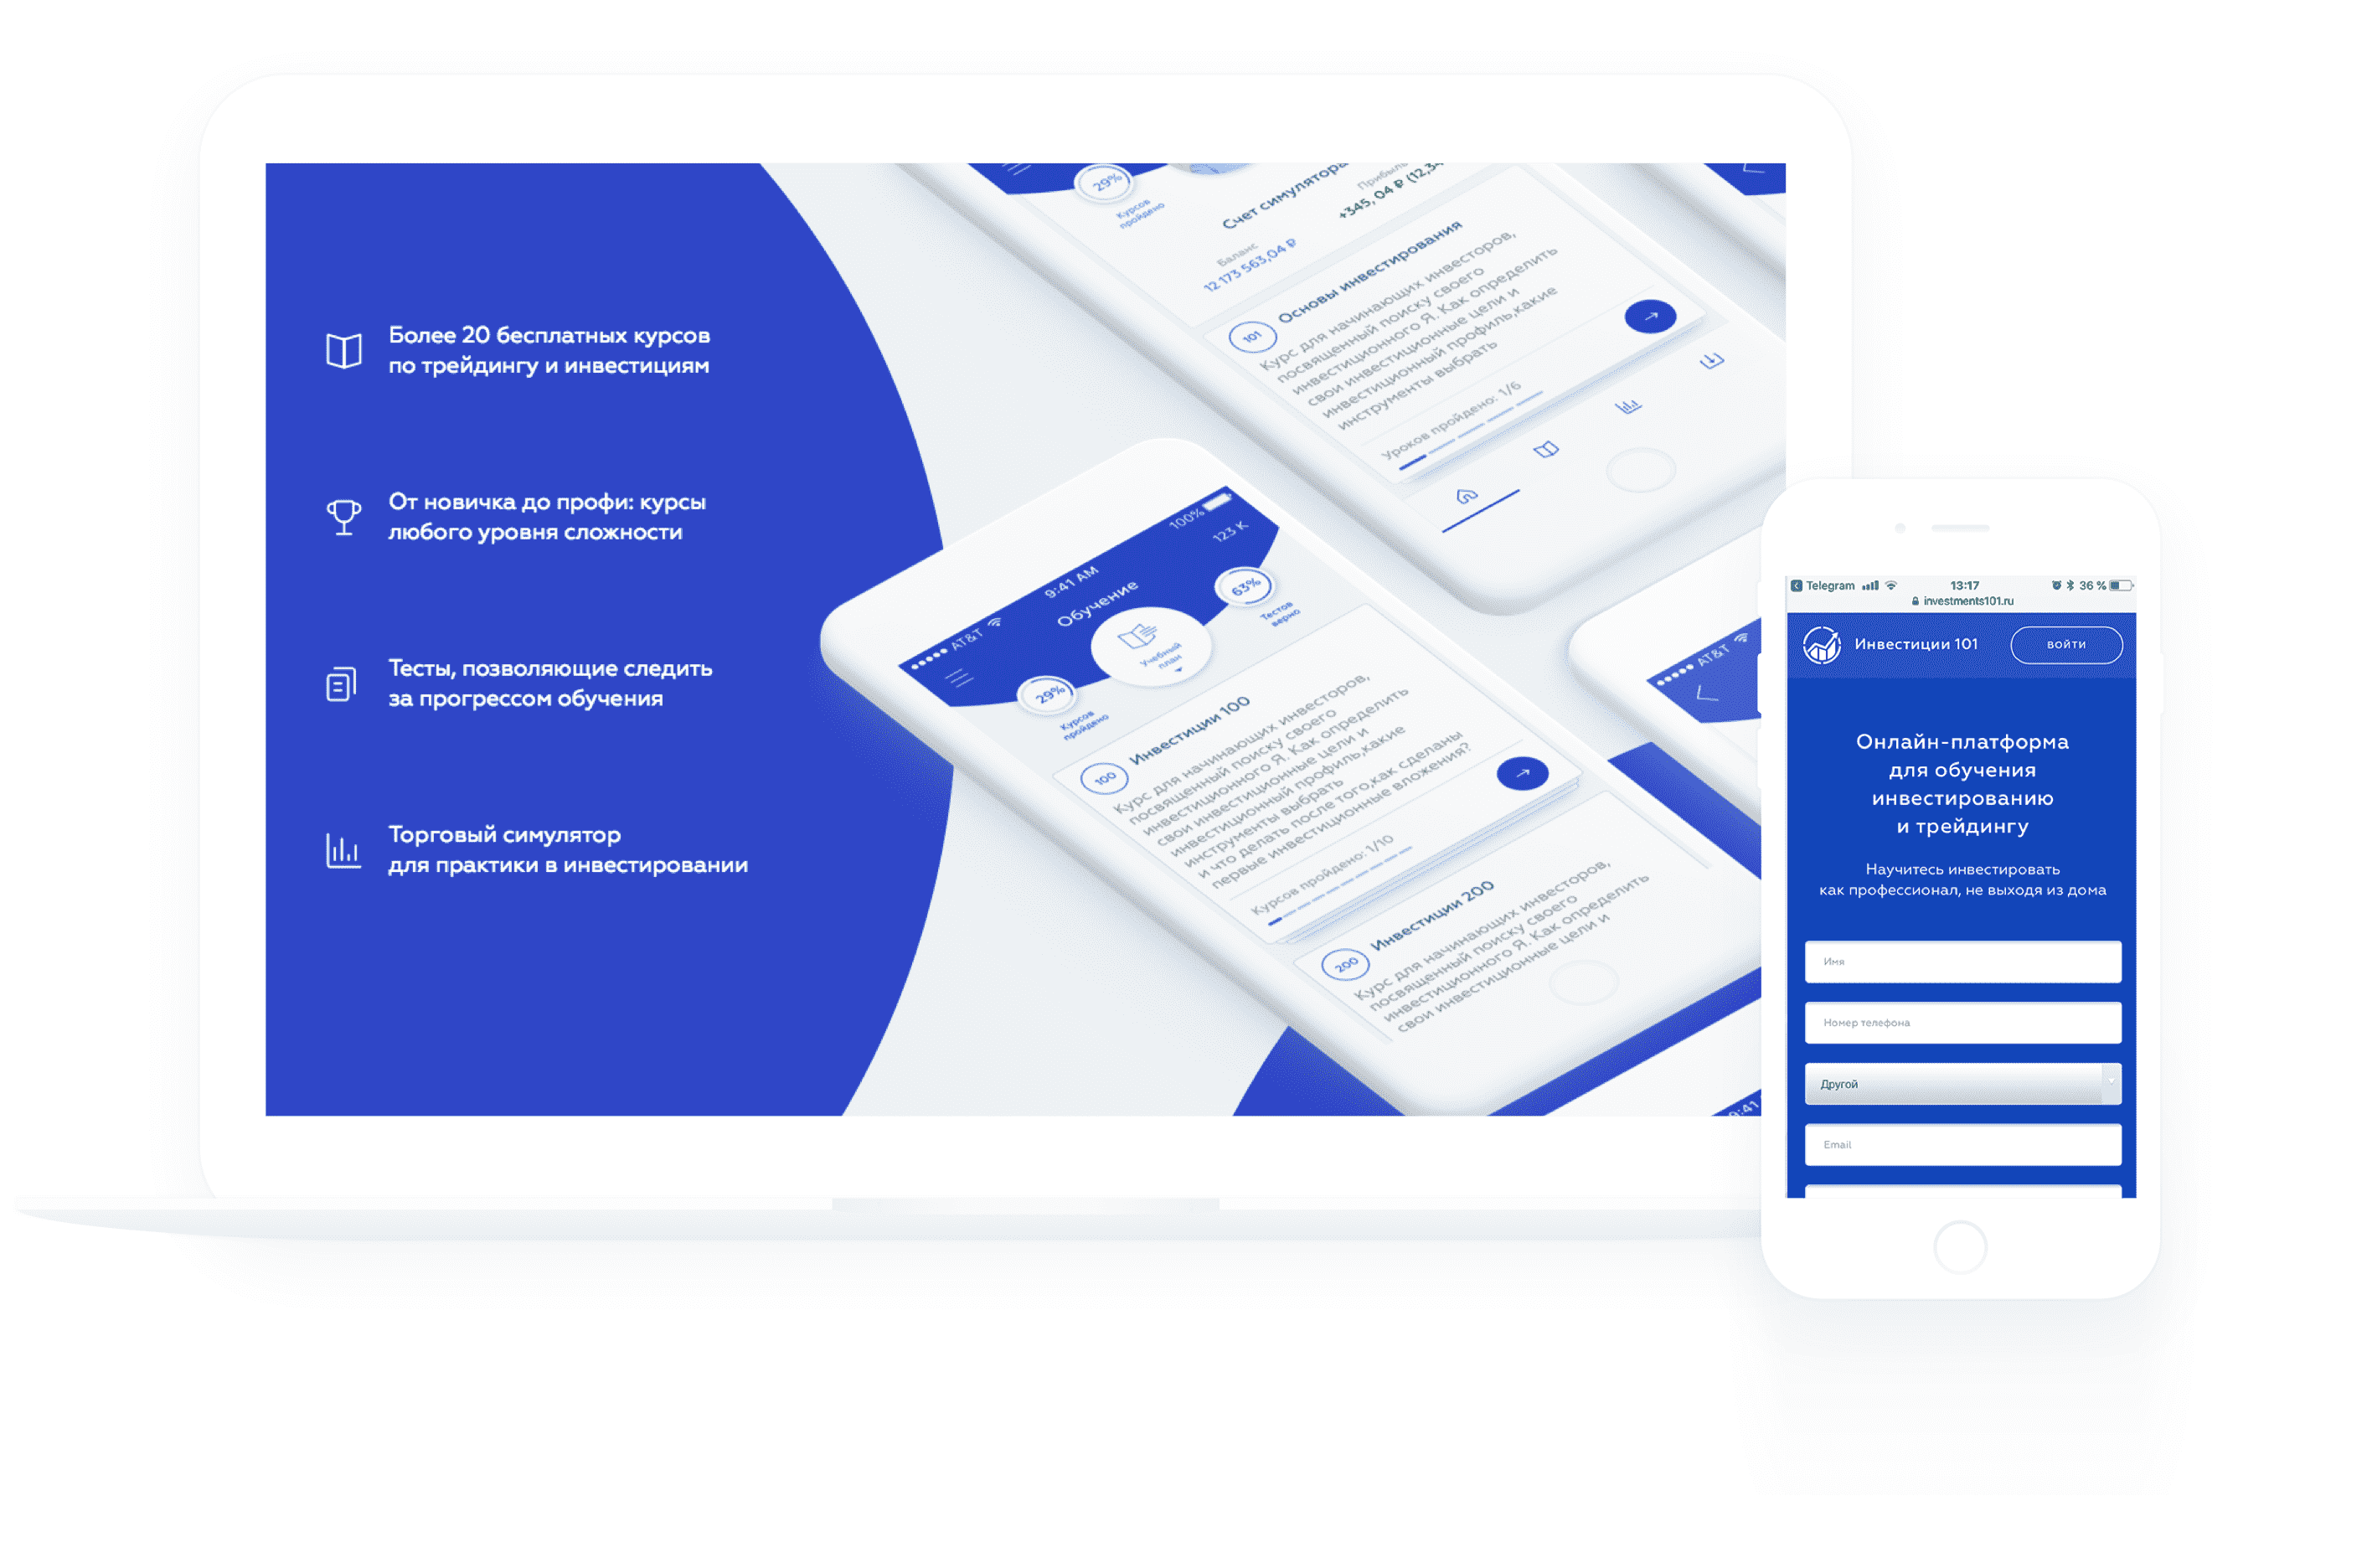 Более 20 бесплатных курсов
по трейдингу и инвестициям
От новичка до профи: курсы
любого уровня сложности
Тесты, позволяющие следить
за прогрессом обучения
Торговый симулятор
для практики в инвестировании
29%
Курсов
пройдено
Счет симулятора
Баланс
12 173 563,04 ₽
Прибыль
+345, 04 ₽ (12,34
101
Основы инвестирования
Курс для начинающих инвесторов,
посвященный поиску своего
инвестиционного Я. Как определить
свои инвестиционные цели и
инвестиционный профиль,какие
инструменты выбрать
Уроков пройдено: 1/6
AT&T
9:41 AM
100%
Обучение
123 K
29%
Курсов
пройдено
Учебный
план
63%
Тестов
верно
100
Инвестиции 100
Курс для начинающих инвесторов,
посвященный поиску своего
инвестиционного Я. Как определить
свои инвестиционные цели и
инвестиционный профиль,какие
инструменты выбрать
и что делать после того,как сделаны
первые инвестиционные вложения?
Курсов пройдено: 1/10
200
Инвестиции 200
Курс для начинающих инвесторов,
посвященный поиску своего
инвестиционного Я. Как определить
свои инвестиционные цели и
AT&T
9:41
Telegram
13:17
36 %
investments101.ru
Инвестиции 101
ВОЙТИ
Онлайн-платформа
для обучения
инвестированию
и трейдингу
Научитесь инвестировать
как профессионал, не выходя из дома
Имя
Номер телефона
Другой
Email